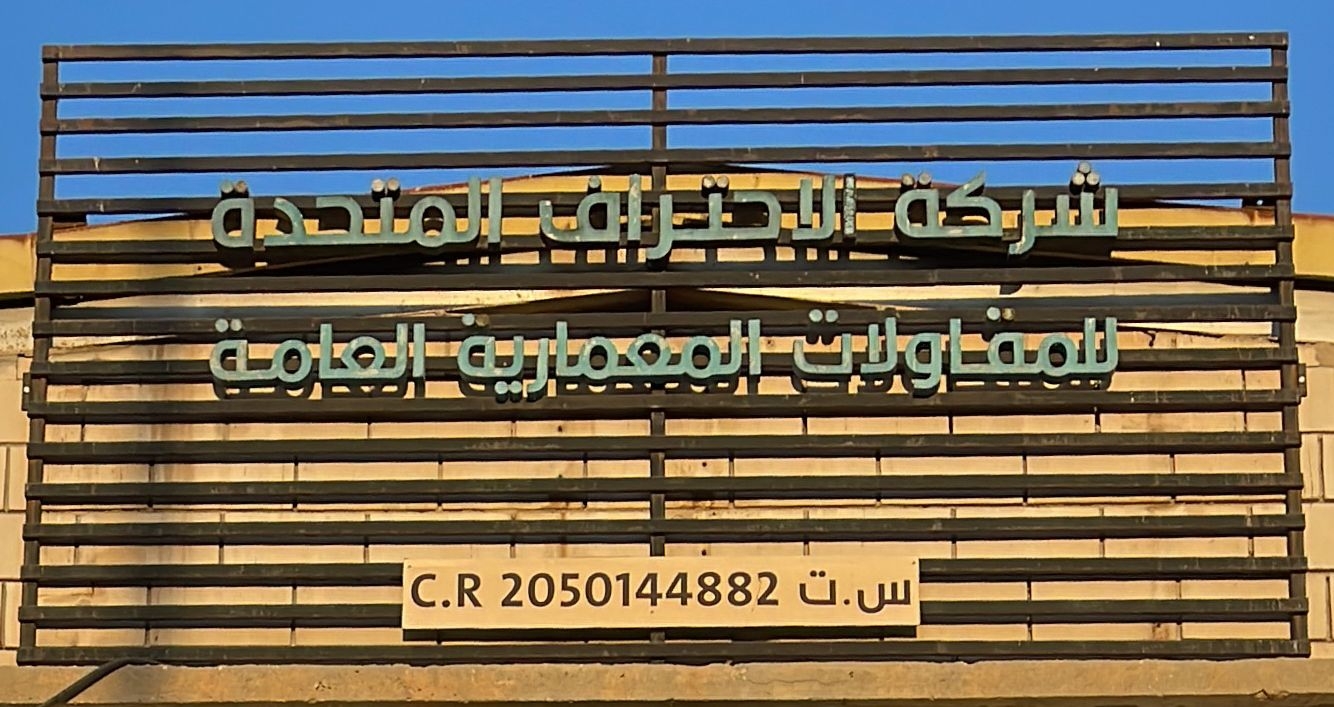 شركة الاحتراف المتحدة
للمقاولات المعمارية العامة
C.R 2050144882 س.ت